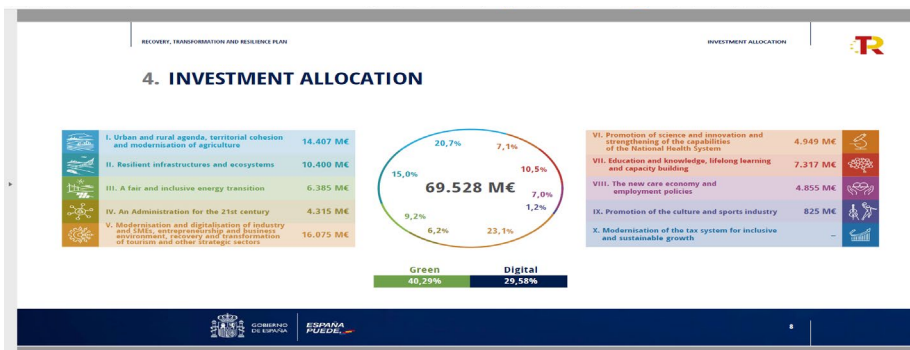 RECOVERY, TRANSFORMATION AND RESILIENCE PLAN
INVESTMENT ALLOCATION
TR
4. INVESTMENT ALLOCATION
I. Urban and rural agenda, territorial cohesion
and modernisation of agriculture
14.407 M€
II. Resilient infrastructures and ecosystems
10.400 M€
III. A fair and inclusive energy transition
6.385 M€
IV. An Administration for the 21st century
4.315 M€
V. Modernisation and digitalisation of industry
and SMEs, entrepreneurship and business
environment, recovery and transformation
of tourism and other strategic sectors
16.075 M€
20,7%
7,1%
10,5%
15,0%
69.528 M€
7,0%
1,2%
9,2%
6,2%
23,1%
Green
Digital
40,29%
29,58%
VI. Promotion of science and innovation and
strengthening of the capabilities
of the National Health System
4.949 M€
VII. Education and knowledge, lifelong learning
and capacity building
7.317 M€
VIII. The new care economy and
employment policies
4.855 M€
IX. Promotion of the culture and sports industry
825 M€
X. Modernisation of the tax system for inclusive
and sustainable growth
–
GOBIERNO
DE ESPAÑA
ESPAÑA
PUEDE.
8